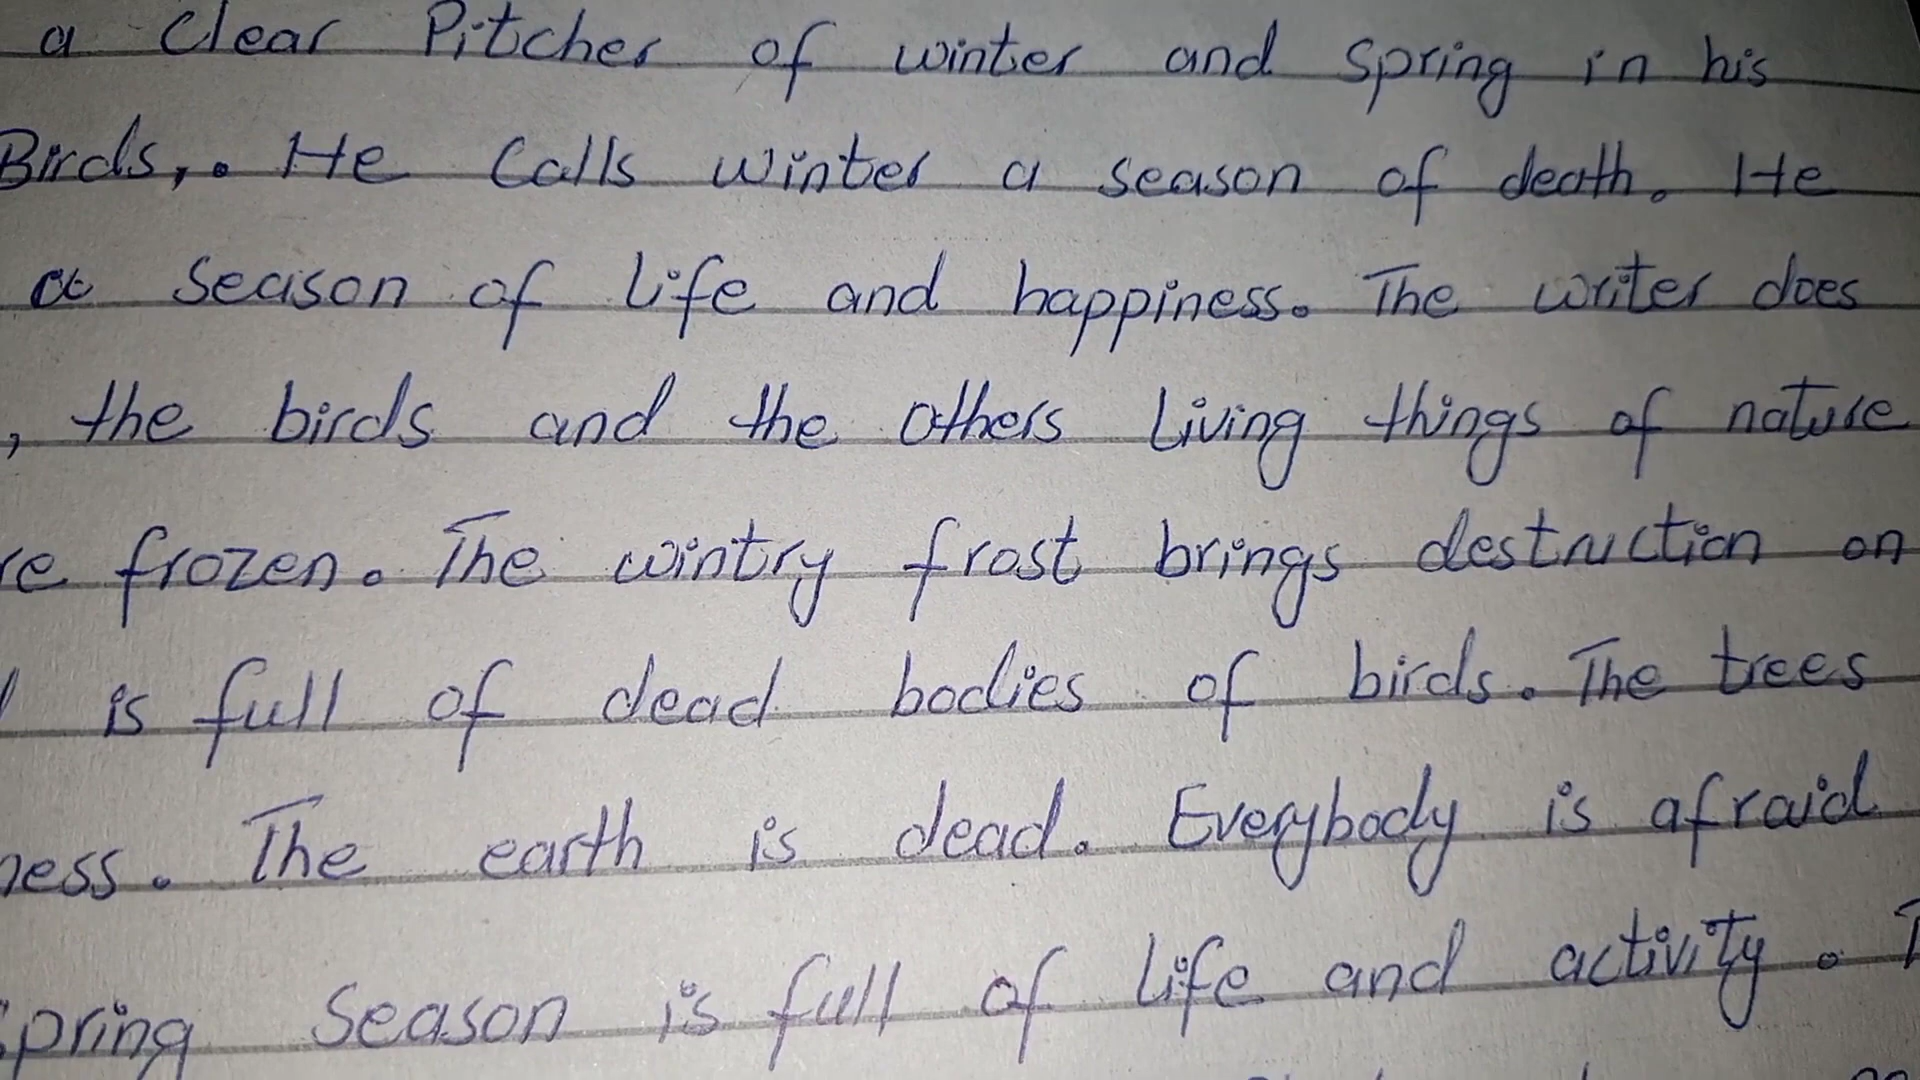 a Clear Pitcher of winter and spring in his
Birds,. He Calls winter a season of death. He
a season of life and happiness. The writer does
, the birds and the others living things of nature
re frozen. The wintry frost brings destruction on
is full of dead bodies of birds. The trees
ness. The earth is dead. Everybody is afraid
spring season is full of life and activity.